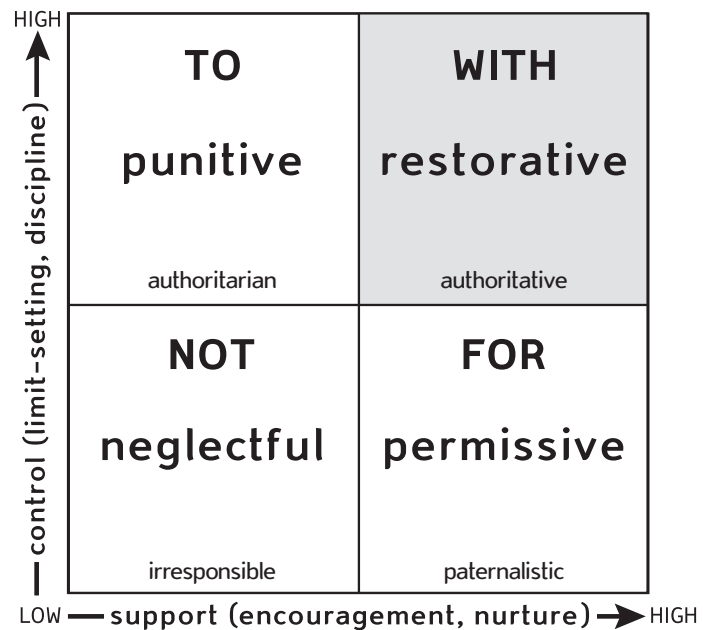 HIGH
control (limit-setting, discipline)
TO
punitive
authoritarian
WITH
restorative
authoritative
NOT
neglectful
irresponsible
FOR
permissive
paternalistic
LOW
support (encouragement, nurture)
HIGH